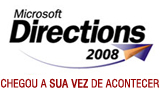 Microsoft
Directions
2008
CHEGOU A SUA VEZ DE ACONTECER